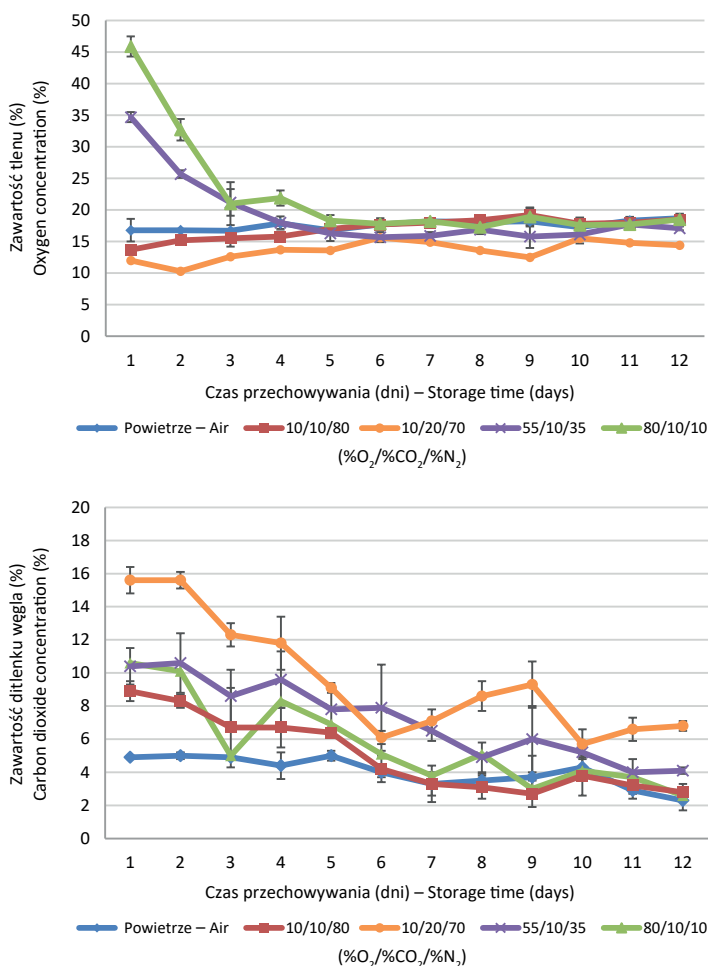 Zawartość tlenu (%)
Oxygen concentration (%)
50
45
40
35
30
25
20
15
10
5
0
1 2 3 4 5 6 7 8 9 10 11 12
Czas przechowywania (dni) – Storage time (days)
Powietrze – Air 10/10/80 10/20/70 55/10/35 80/10/10
(%O₂/%CO₂/%N₂)
Zawartość ditlenku węgla (%)
Carbon dioxide concentration (%)
20
18
16
14
12
10
8
6
4
2
0
1 2 3 4 5 6 7 8 9 10 11 12
Czas przechowywania (dni) – Storage time (days)
Powietrze – Air 10/10/80 10/20/70 55/10/35 80/10/10
(%O₂/%CO₂/%N₂)